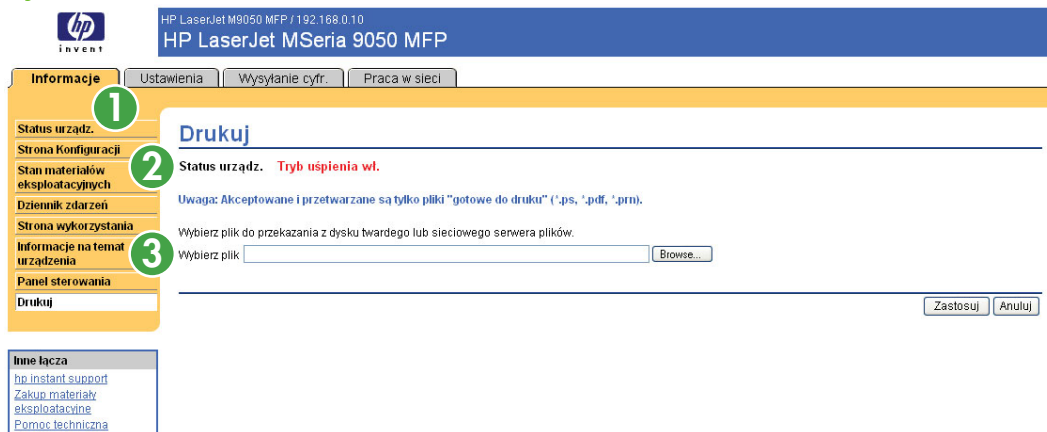 hp
invent
HP LaserJet M9050 MFP / 192.168.0.10
HP LaserJet MSeria 9050 MFP
Informacje
Ustawienia
Wysyłanie cyfr.
Praca w sieci
1
Status urządz.
Strona Konfiguracji
2
Stan materiałów
eksploatacyjnych
Dziennik zdarzeń
Strona wykorzystania
3
Informacje na temat
urządzenia
Panel sterowania
Drukuj
Inne łącza
hp instant support
Zakup materiały
eksploatacyjne
Pomoc techniczna
Drukuj
Status urządz. Tryb uśpienia wł.
Uwaga: Akceptowane i przetwarzane są tylko pliki "gotowe do druku" (*.ps, *.pdf, *.prn).
Wybierz plik do przekazania z dysku twardego lub sieciowego serwera plików.
Wybierz plik
Browse...
Zastosuj
Anuluj